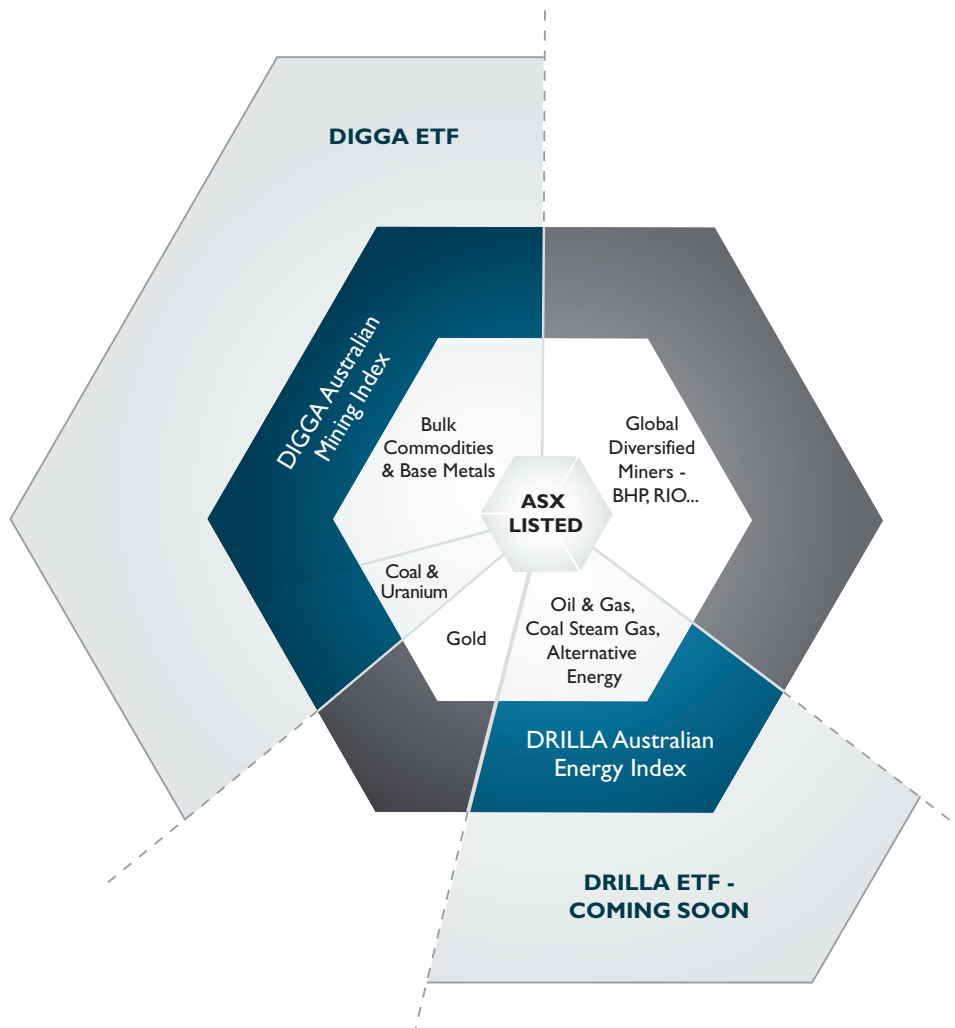 DIGGA ETF
DIGGA Australian
Mining Index
Bulk
Commodities
& Base Metals
Global
Diversified
Miners -
BHP, RIO...
ASX
LISTED
Coal &
Uranium
Gold
Oil & Gas,
Coal Steam Gas,
Alternative
Energy
DRILLA Australian
Energy Index
DRILLA ETF -
COMING SOON